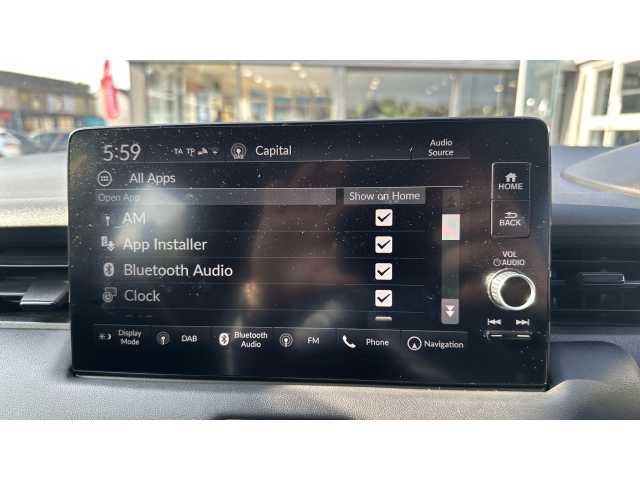 5:59 TA TP DAB Capital Audio Source
All Apps
Open App Show on Home
AM
App Installer
Bluetooth Audio
Clock
Display Mode DAB Bluetooth Audio FM Phone Navigation
HOME
BACK
VOL
AUDIO